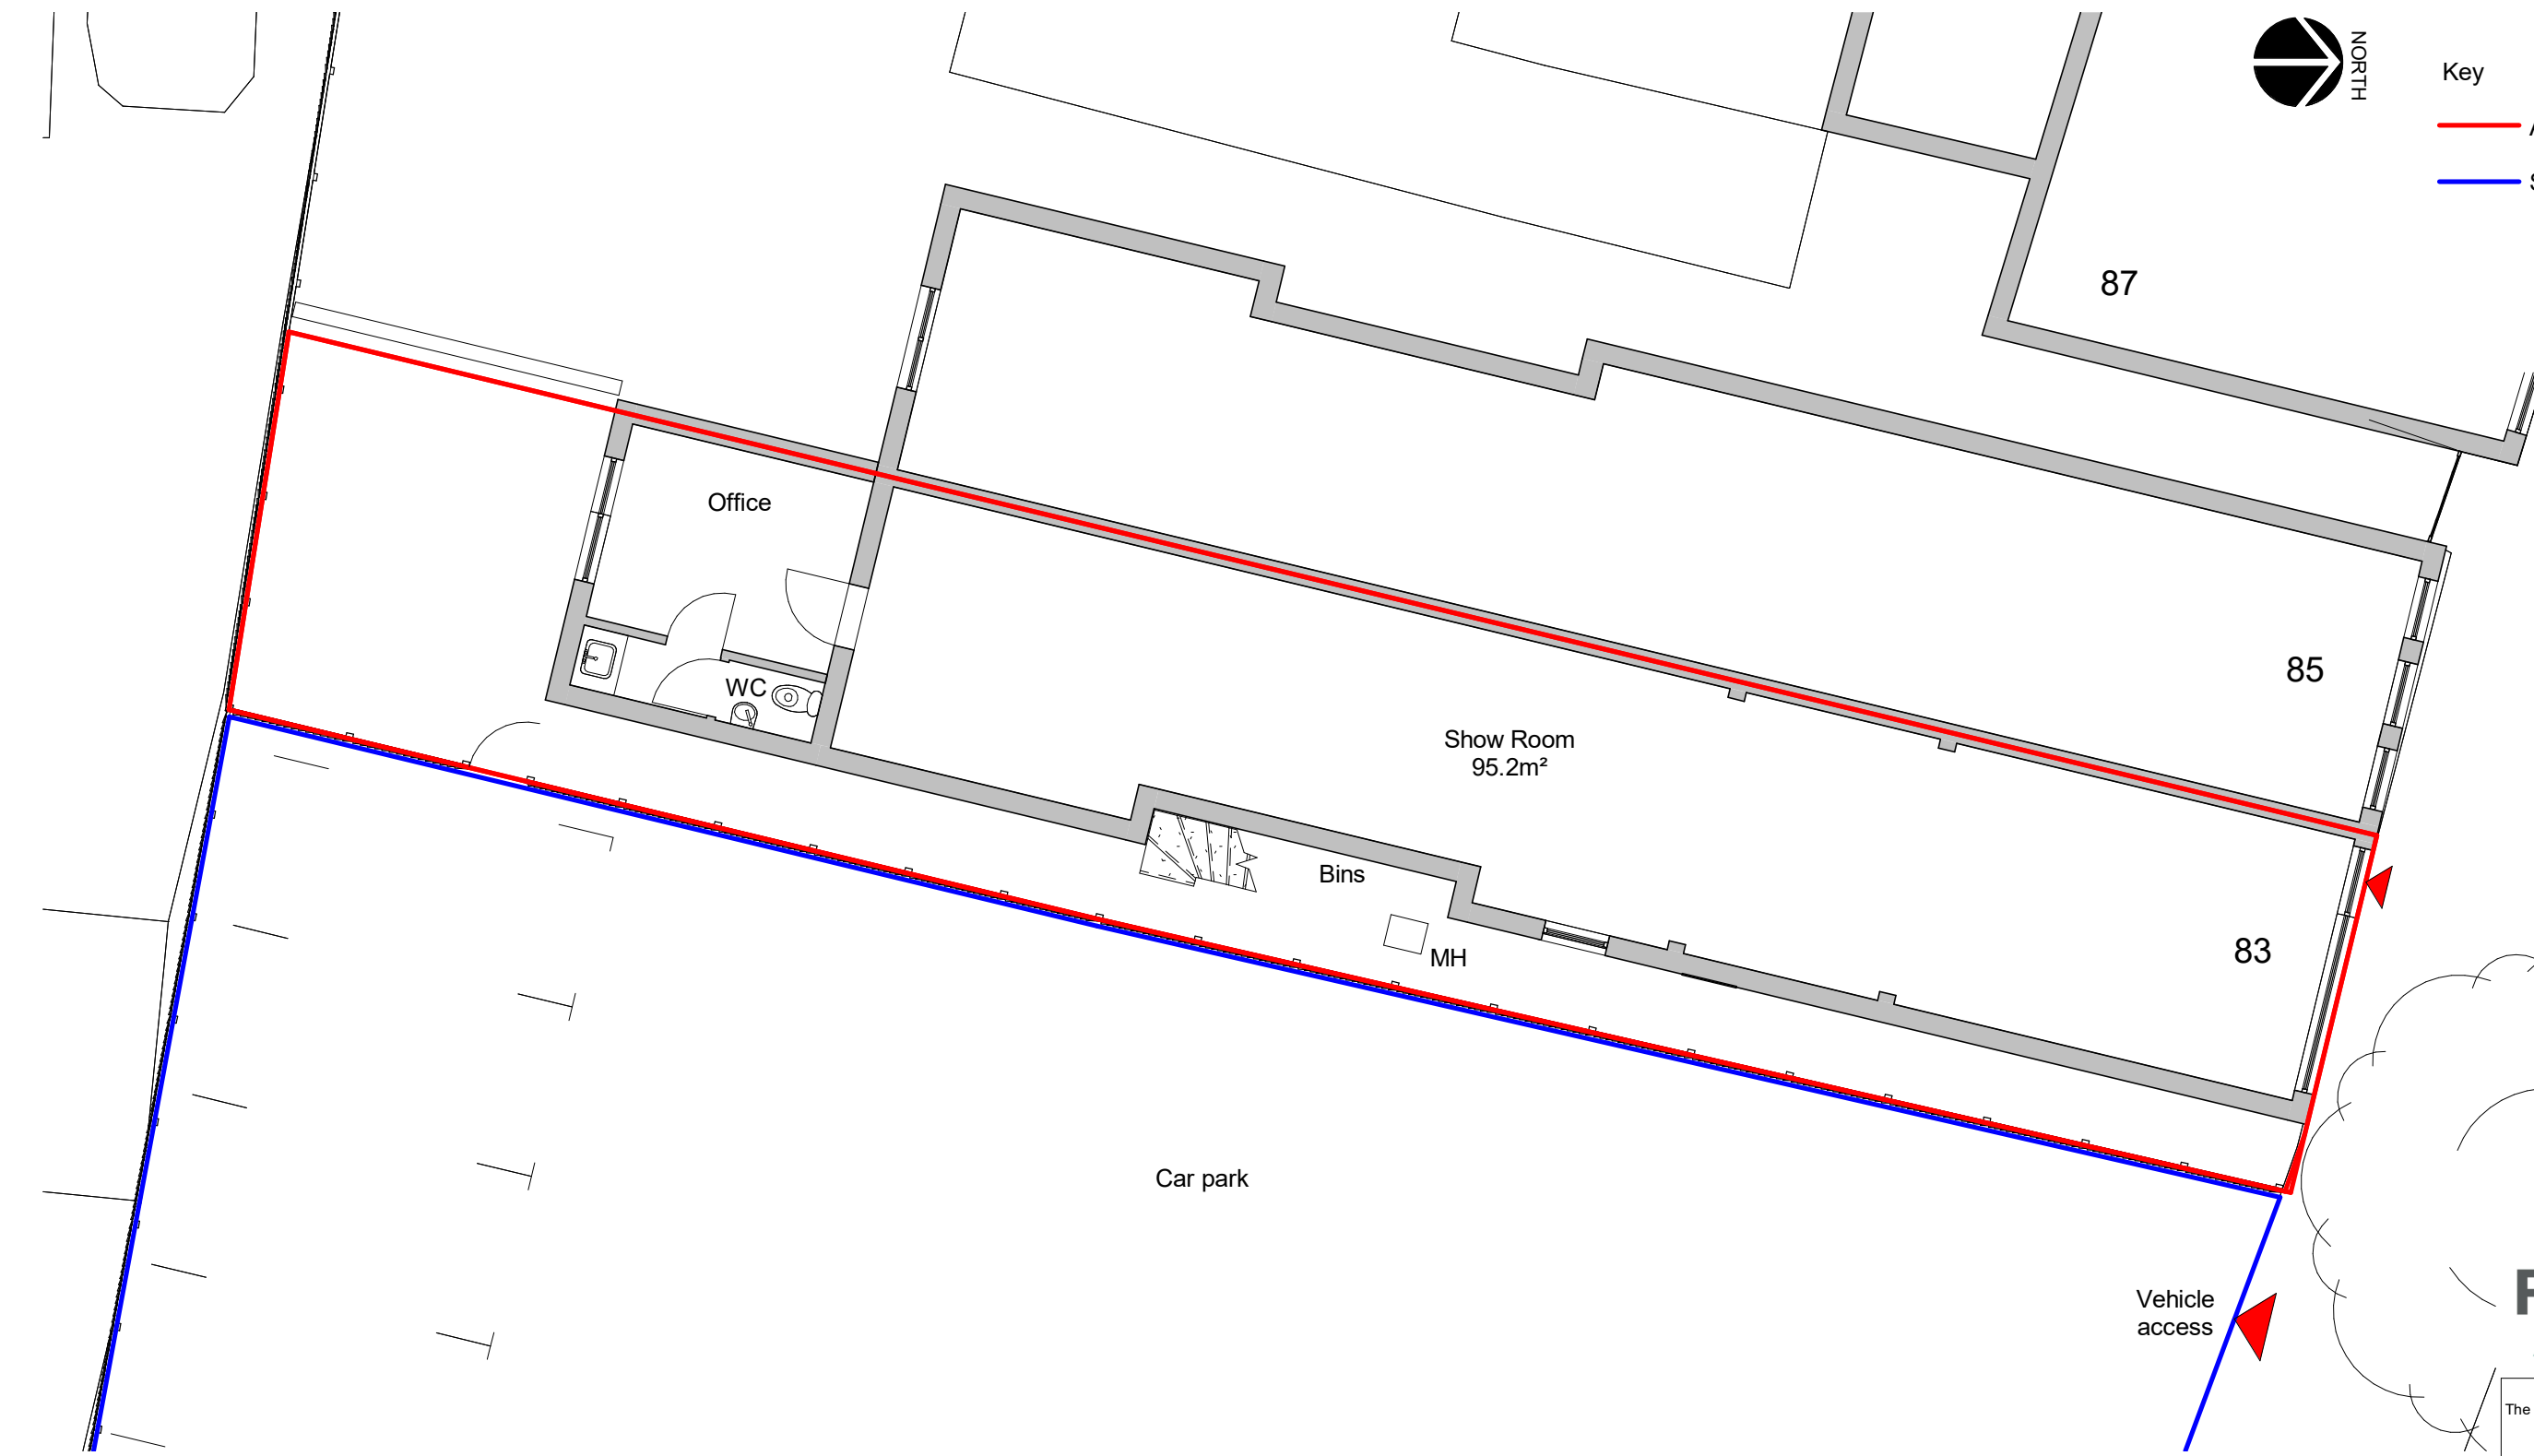 NORTH
Key
87
Office
85
WC
Show Room
95.2m²
Bins
83
MH
Car park
Vehicle
access
The